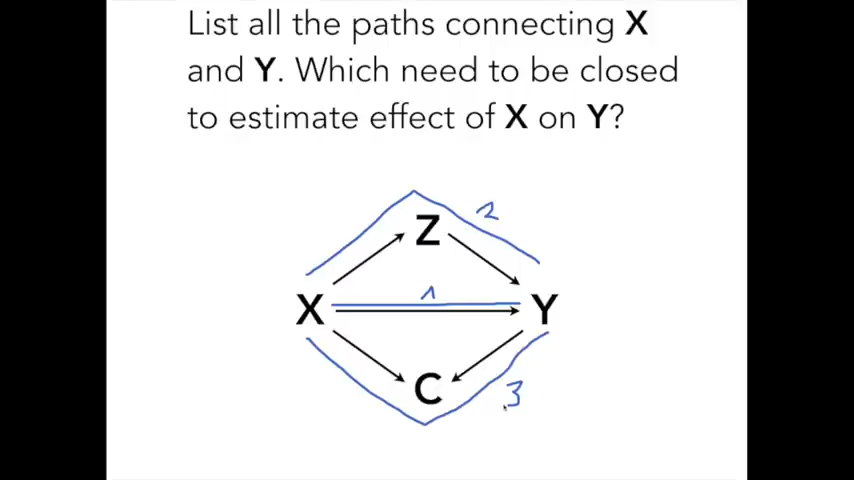 List all the paths connecting X
and Y. Which need to be closed
to estimate effect of X on Y?
Z
2
1
X
Y
C
3